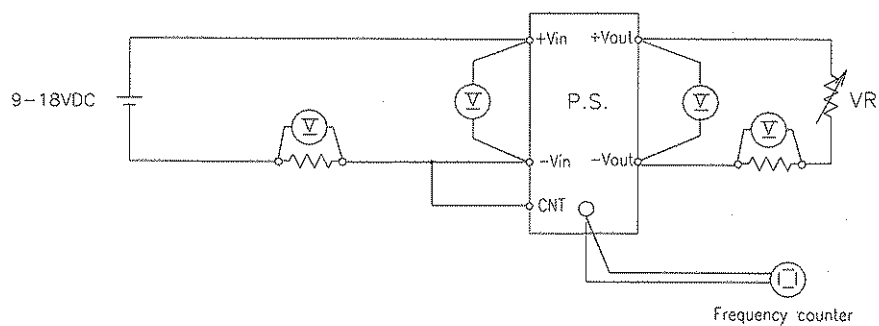 +Vin
+Vout
9-18VDC
V
V
VR
P.S.
V
V
-Vin
-Vout
CNT
Frequency counter